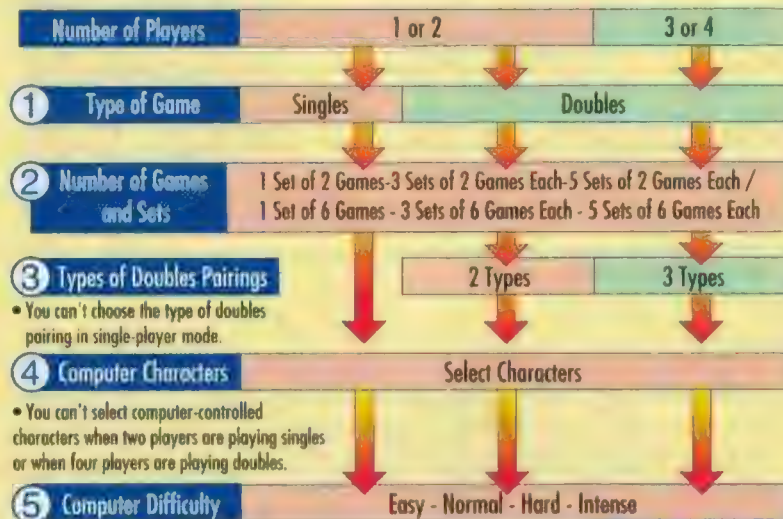 Number of Players
1 or 2
3 or 4
1 Type of Game
Singles
Doubles
2 Number of Games
and Sets
1 Set of 2 Games-3 Sets of 2 Games Each-5 Sets of 2 Games Each /
1 Set of 6 Games - 3 Sets of 6 Games Each - 5 Sets of 6 Games Each
3 Types of Doubles Pairings
2 Types
3 Types
• You can't choose the type of doubles
pairing in single-player mode.
4 Computer Characters
Select Characters
• You can't select computer-controlled
characters when two players are playing singles
or when four players are playing doubles.
5 Computer Difficulty
Easy - Normal - Hard - Intense